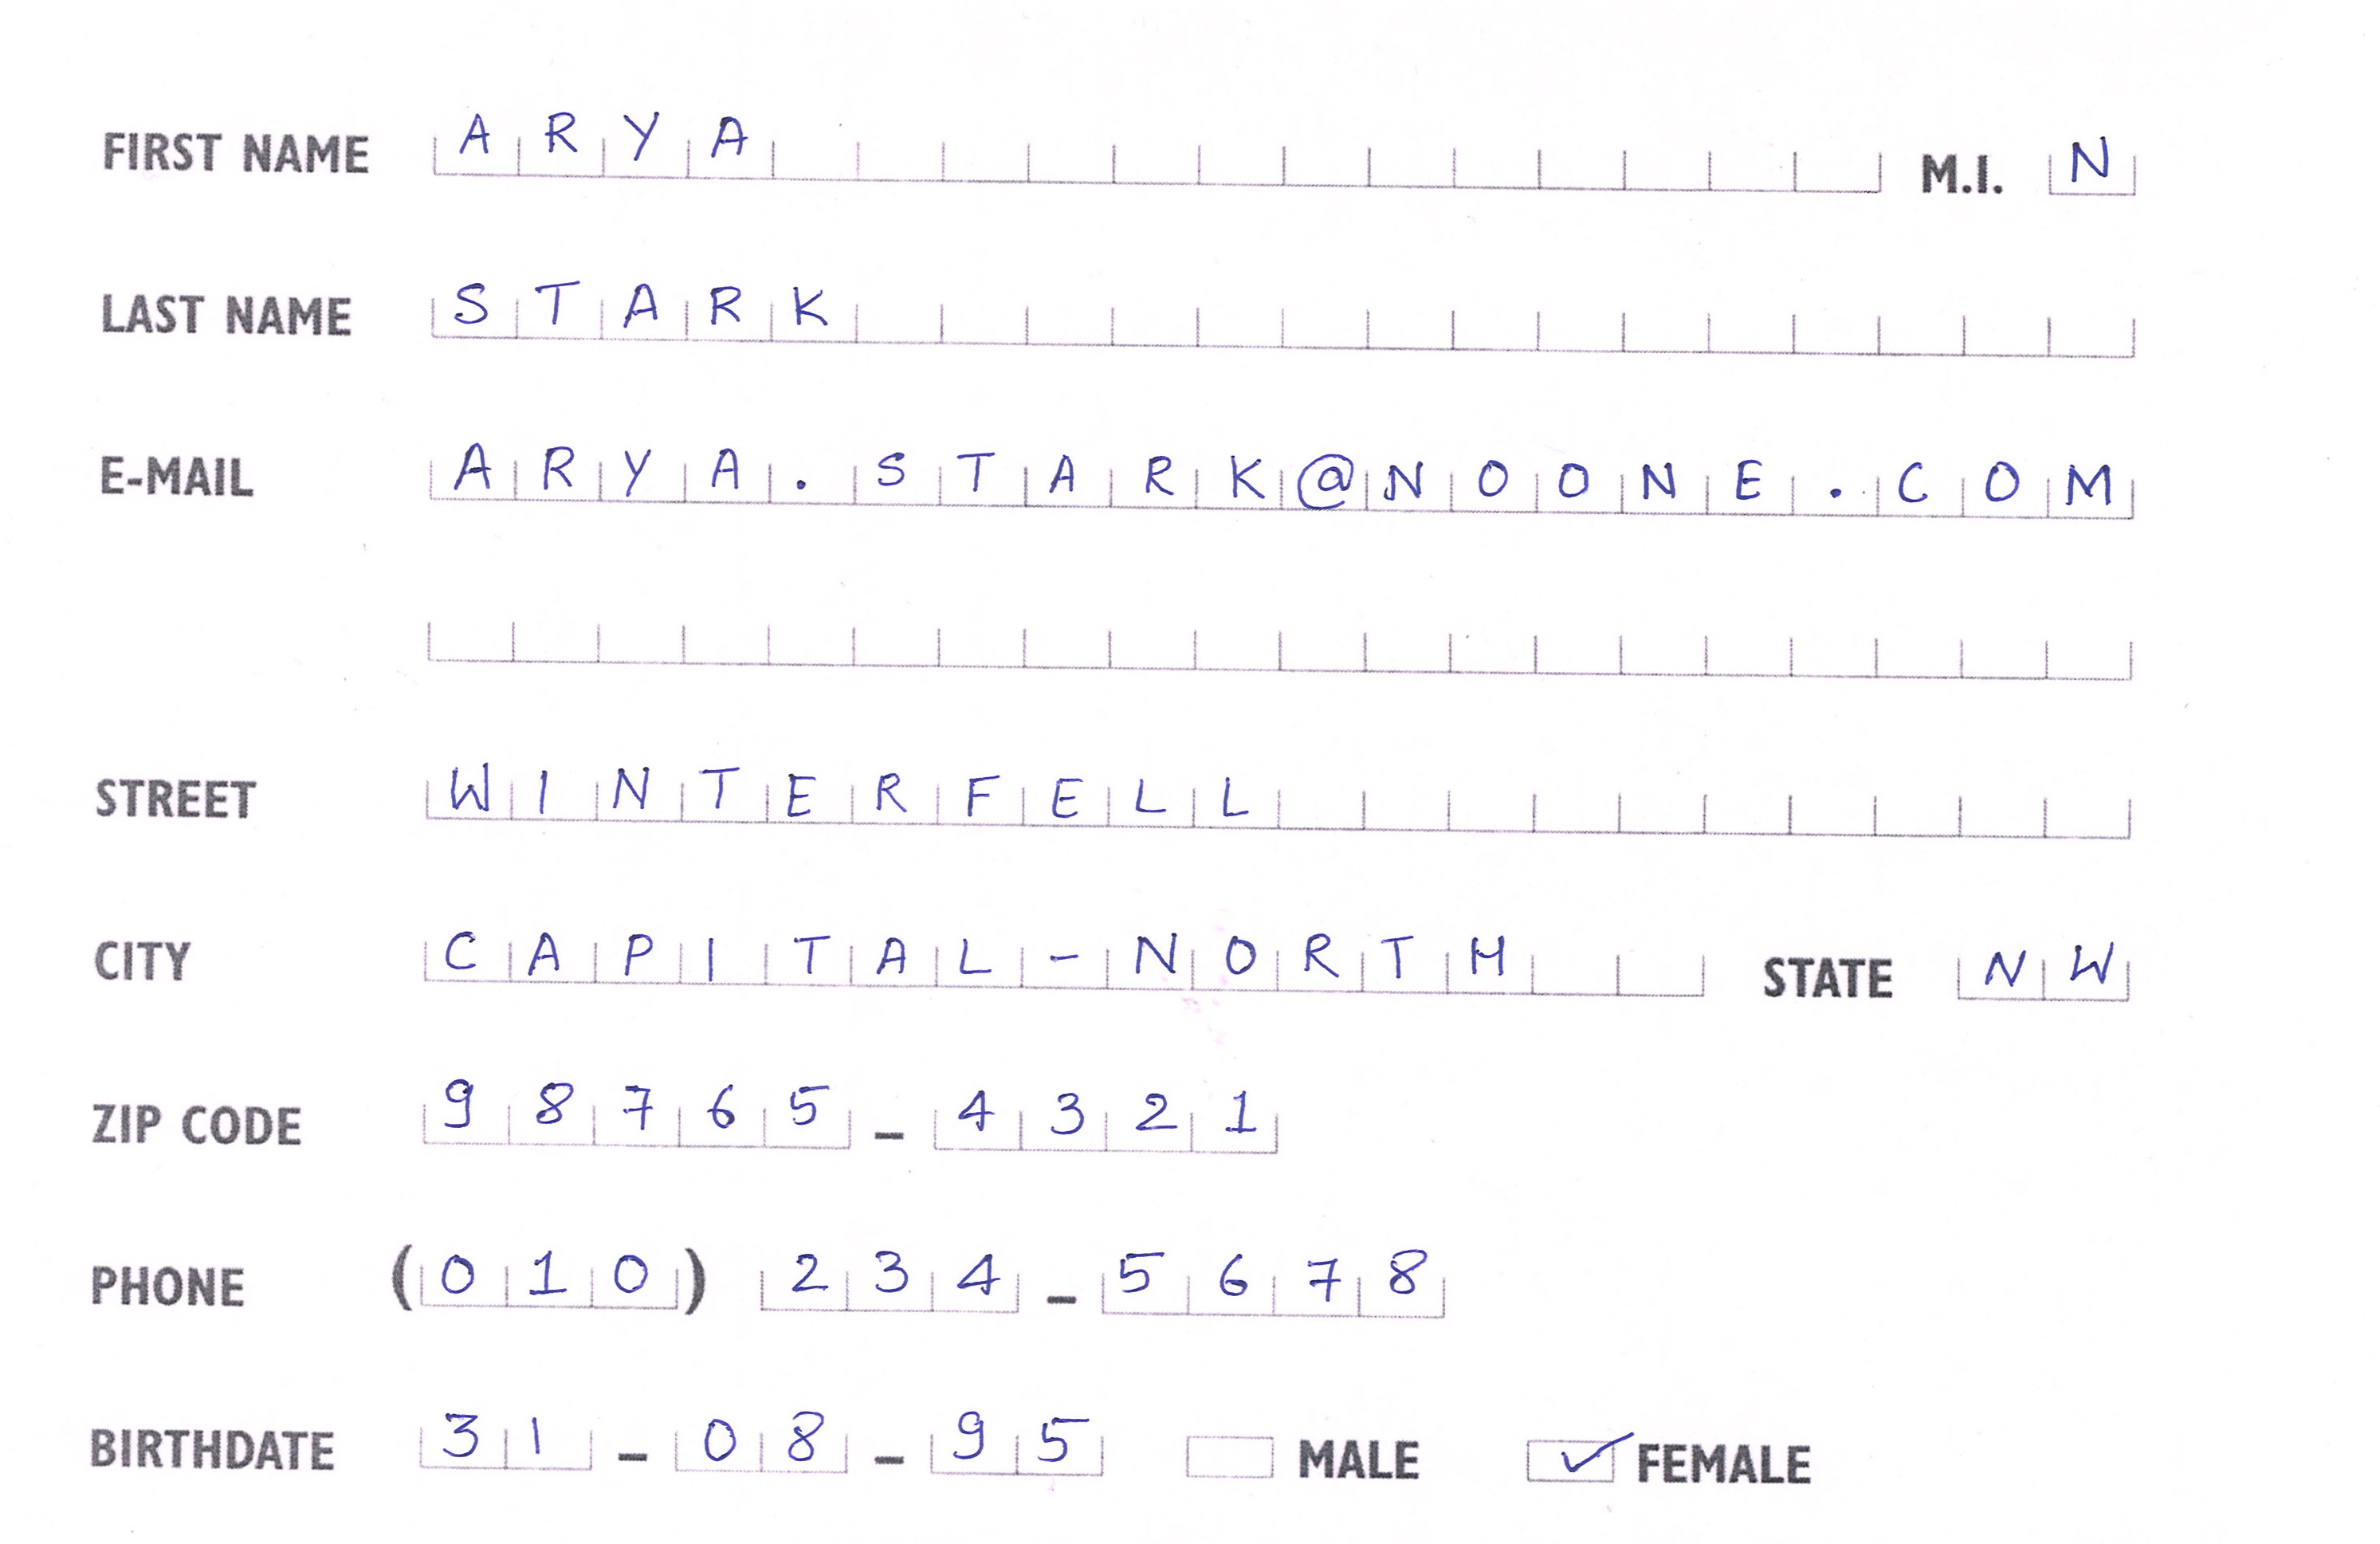 FIRST NAME ARYA M.I. N
LAST NAME STARK
E-MAIL ARYA.STARK@NOONE.COM
STREET WINTERFELL
CITY CAPITAL-NORTH STATE NW
ZIP CODE 98765-4321
PHONE (010) 234-5678
BIRTHDATE 31-08-95 MALE FEMALE